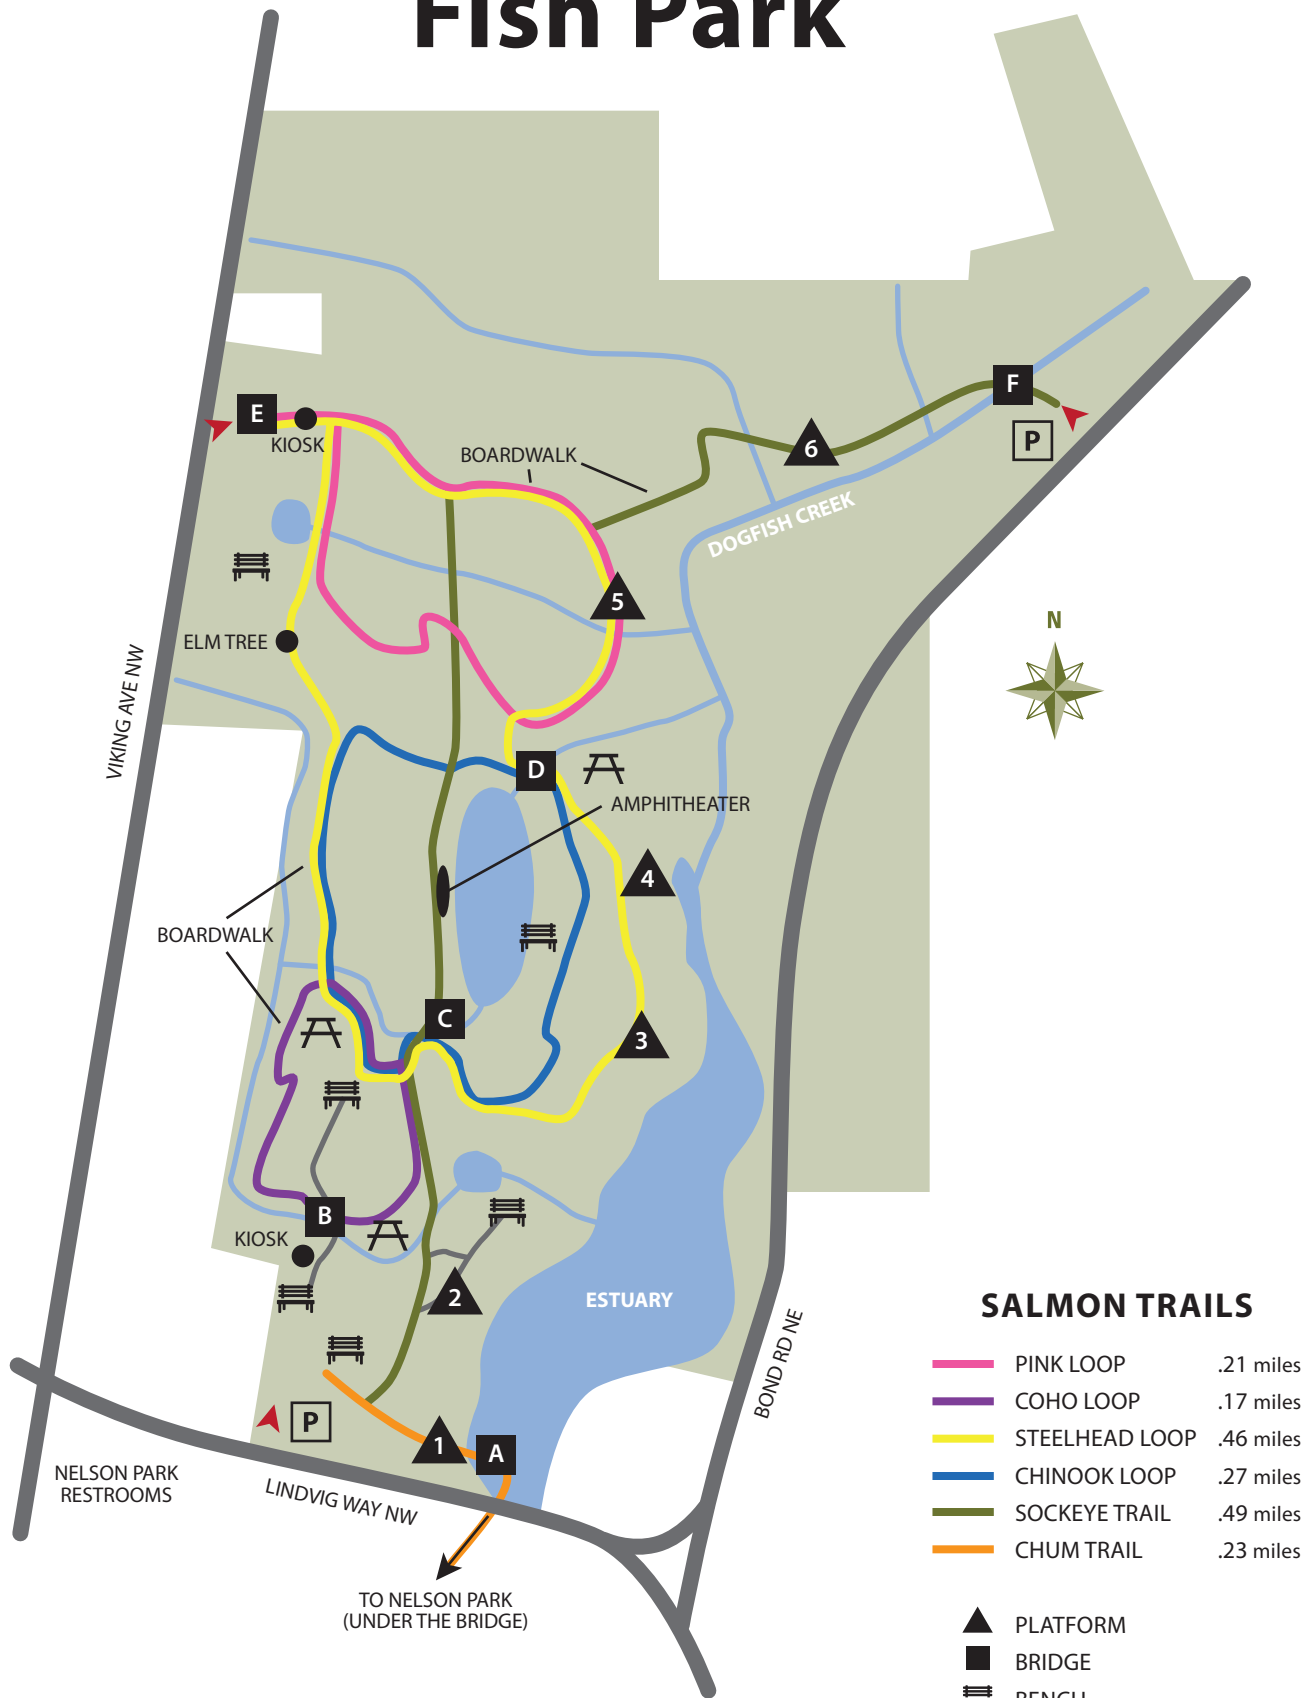 Fish Park
E
KIOSK
BOARDWALK
6
F
P
DOGFISH CREEK
5
ELM TREE
N
VIKING AVE NW
D
AMPHITHEATER
4
BOARDWALK
C
3
B
KIOSK
2
ESTUARY
BOND RD NE
P
1
A
NELSON PARK
RESTROOMS
LINDVIG WAY NW
TO NELSON PARK
(UNDER THE BRIDGE)
SALMON TRAILS
PINK LOOP .21 miles
COHO LOOP .17 miles
STEELHEAD LOOP .46 miles
CHINOOK LOOP .27 miles
SOCKEYE TRAIL .49 miles
CHUM TRAIL .23 miles
PLATFORM
BRIDGE
BENCH